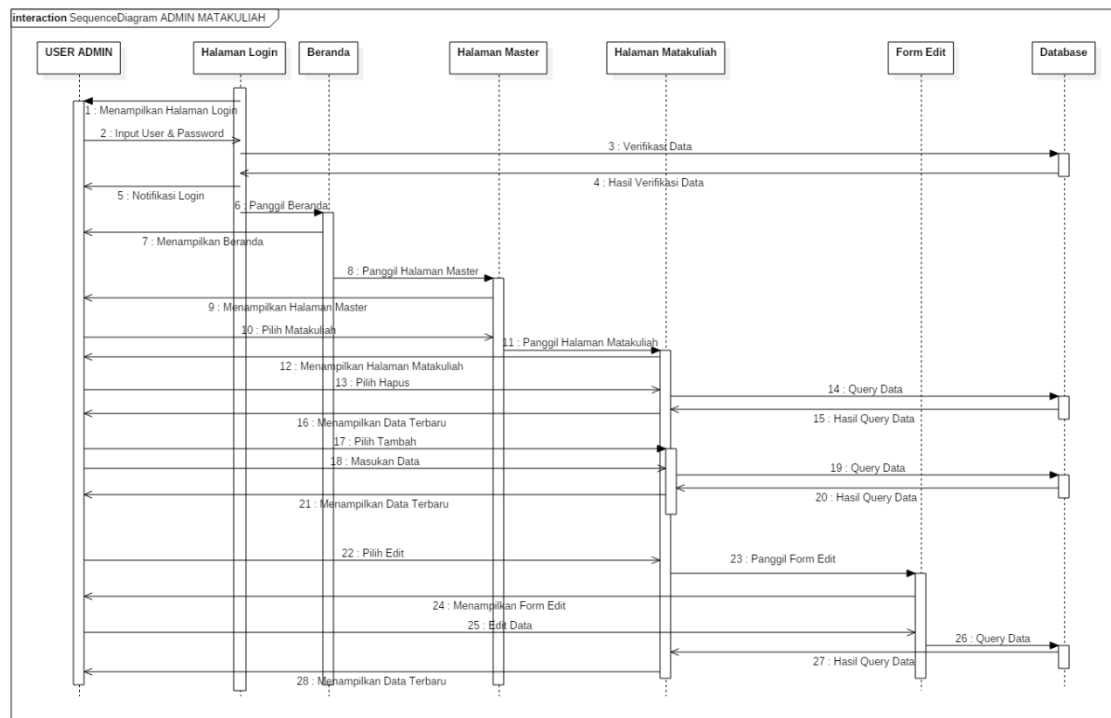 interaction SequenceDiagram ADMIN MATAKULIAH
USER ADMIN
Halaman Login
Beranda
Halaman Master
Halaman Matakuliah
Form Edit
Database
1 : Menampilkan Halaman Login
2 : Input User & Password
3 : Verifikasi Data
4 : Hasil Verifikasi Data
5 : Notifikasi Login
6 : Panggil Beranda
7 : Menampilkan Beranda
8 : Panggil Halaman Master
9 : Menampilkan Halaman Master
10 : Pilih Matakuliah
11 : Panggil Halaman Matakuliah
12 : Menampilkan Halaman Matakuliah
13 : Pilih Hapus
14 : Query Data
15 : Hasil Query Data
16 : Menampilkan Data Terbaru
17 : Pilih Tambah
18 : Masukan Data
19 : Query Data
20 : Hasil Query Data
21 : Menampilkan Data Terbaru
22 : Pilih Edit
23 : Panggil Form Edit
24 : Menampilkan Form Edit
25 : Edit Data
26 : Query Data
27 : Hasil Query Data
28 : Menampilkan Data Terbaru